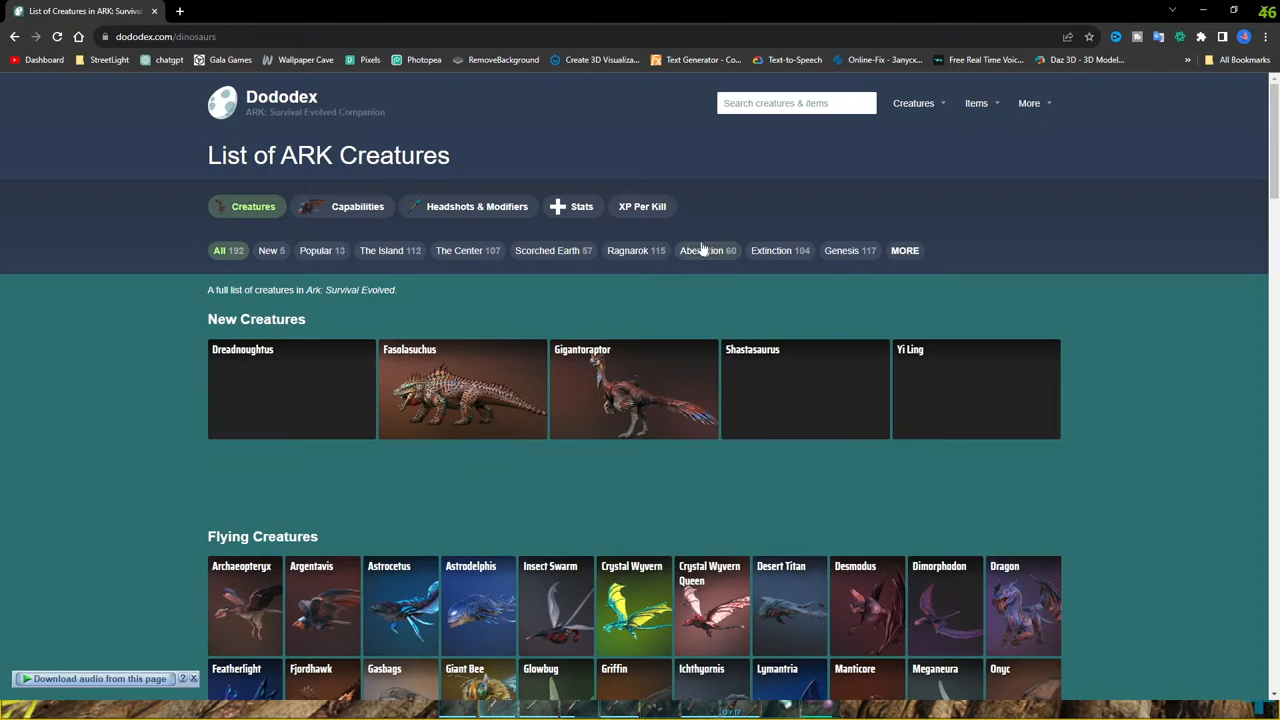 List of Creatures in ARK: Surviva
46
dododex.com/dinosaurs
Dashboard
StreetLight
chatgpt
Gala Games
Wallpaper Cave
Pixels
Photopea
RemoveBackground
Create 3D Visualiza...
Text Generator - Co...
Text-to-Speech
Online-Fix - Запуск...
Free Real Time Voic...
Daz 3D - 3D Model...
»
All Bookmarks
Dododex
ARK: Survival Evolved Companion
Search creatures & items
Creatures
Items
More
List of ARK Creatures
Creatures
Capabilities
Headshots & Modifiers
Stats
XP Per Kill
All 192
New 5
Popular 13
The Island 112
The Center 107
Scorched Earth 57
Ragnarok 115
60
Extinction 104
Genesis 117
MORE
A full list of creatures in Ark: Survival Evolved.
New Creatures
Dreadnoughtus
Fasolasuchus
Gigantoraptor
Shastasaurus
Yi Ling
Flying Creatures
Archaeopteryx
Argentavis
Astrocetus
Astrodelphis
Insect Swarm
Crystal Wyvern
Crystal Wyvern Queen
Desert Titan
Desmodus
Dimorphodon
Dragon
Featherlight
Fjordhawk
Gasbags
Giant Bee
Glowbug
Griffin
Ichthyornis
Lymantria
Manticore
Meganeura
Onyc
Download audio from this page
? X
0 / 17